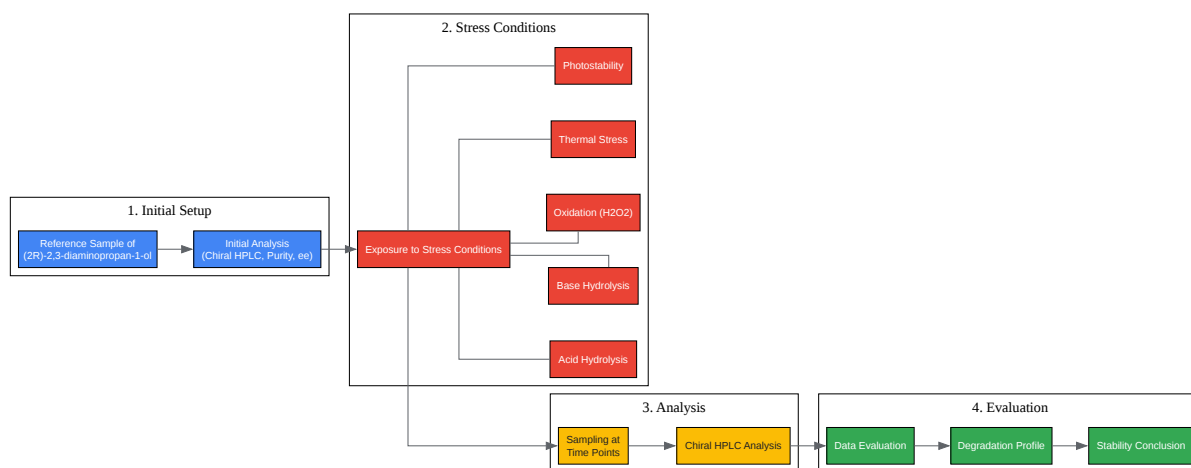 2. Stress Conditions
Photostability
Thermal Stress
Oxidation (H2O2)
1. Initial Setup
Reference Sample of
(2R)-2,3-diaminopropan-1-ol
Initial Analysis
(Chiral HPLC, Purity, ee)
Exposure to Stress Conditions
Base Hydrolysis
Acid Hydrolysis
3. Analysis
Sampling at
Time Points
Chiral HPLC Analysis
4. Evaluation
Data Evaluation
Degradation Profile
Stability Conclusion